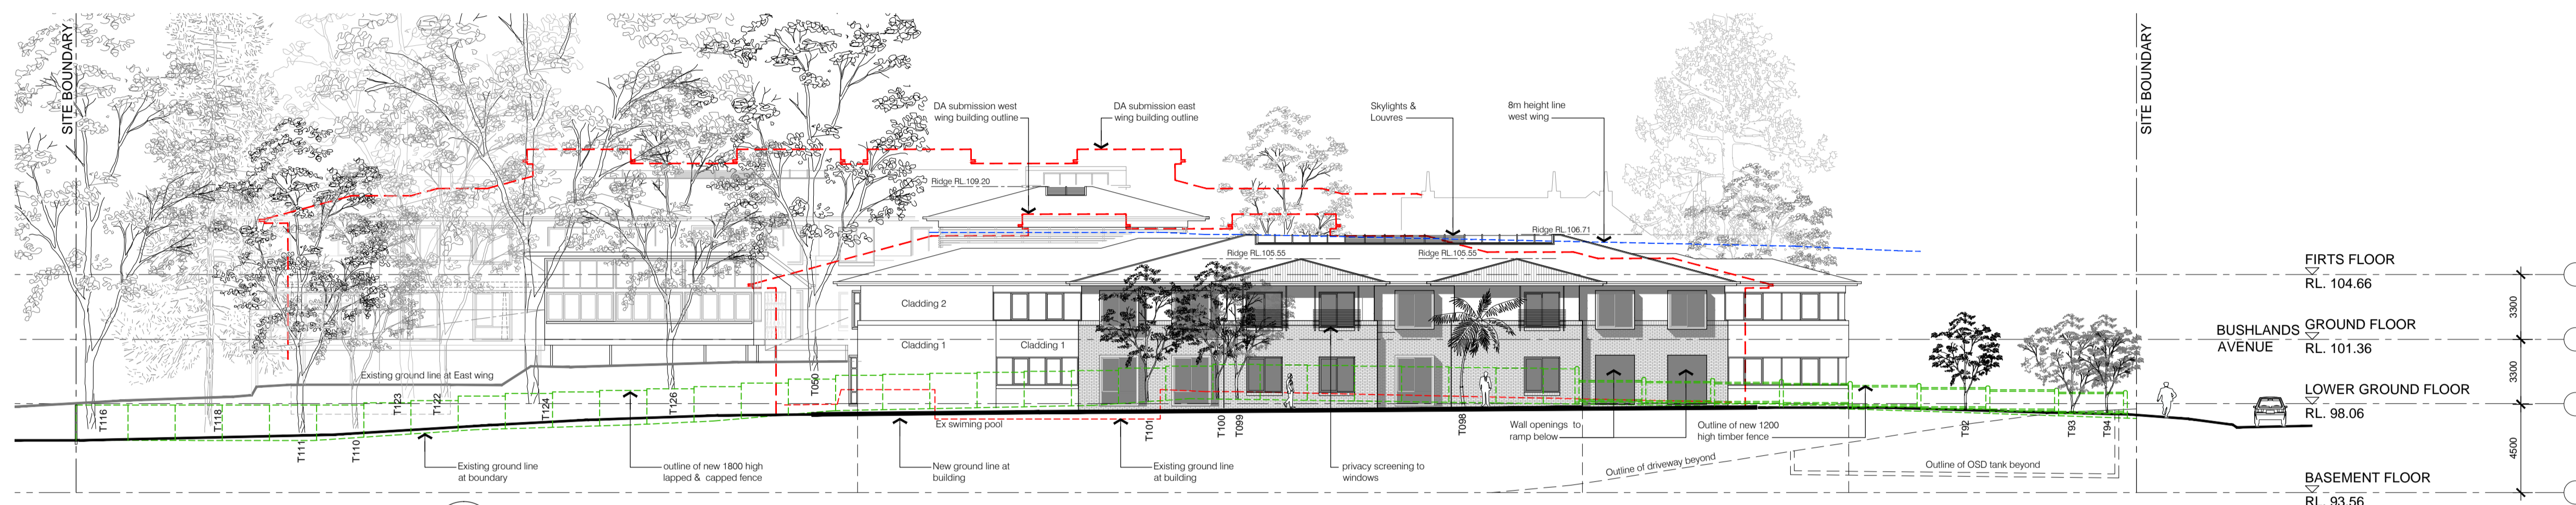 SITE BOUNDARY
DA submission west
wing building outline
DA submission east
wing building outline
Skylights &
Louvres
8m height line
west wing
SITE BOUNDARY
Ridge RL.109.20
Ridge RL.106.71
Ridge RL.105.55
Ridge RL.105.55
FIRTS FLOOR
RL. 104.66
3300
Cladding 2
Cladding 1
Cladding 1
BUSHLANDS
AVENUE
GROUND FLOOR
RL. 101.36
3300
Existing ground line at East wing
LOWER GROUND FLOOR
RL. 98.06
T116
T118
T111
T110
T123
T122
T124
T126
T050
T101
T100
T099
T098
T92
T93
T94
Ex swiming pool
Wall openings to
ramp below
Outline of new 1200
high timber fence
Existing ground line
at boundary
outline of new 1800 high
lapped & capped fence
New ground line at
building
Existing ground line
at building
privacy screening to
windows
Outline of driveway beyond
Outline of OSD tank beyond
4500
BASEMENT FLOOR
RL. 93.56